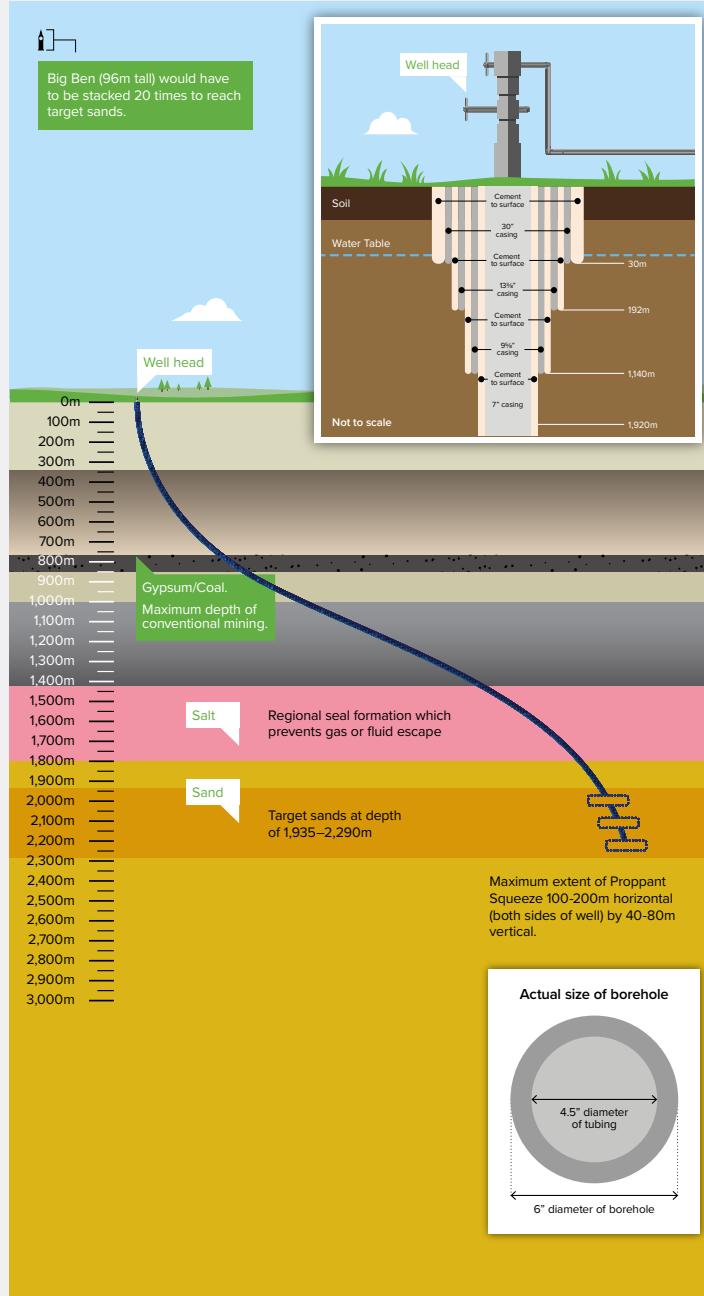 Big Ben (96m tall) would have
to be stacked 20 times to reach
target sands.
Well head
Soil
Water Table
Cement
to surface
30”
casing
Cement
to surface
13⅜”
casing
Cement
to surface
9⅝”
casing
Cement
to surface
7” casing
30m
192m
1,140m
1,920m
Not to scale
Well head
0m
100m
200m
300m
400m
500m
600m
700m
800m
900m
1,000m
1,100m
1,200m
1,300m
1,400m
1,500m
1,600m
1,700m
1,800m
1,900m
2,000m
2,100m
2,200m
2,300m
2,400m
2,500m
2,600m
2,700m
2,800m
2,900m
3,000m
Gypsum/Coal.
Maximum depth of
conventional mining.
Salt
Regional seal formation which
prevents gas or fluid escape
Sand
Target sands at depth
of 1,935–2,290m
Maximum extent of Proppant
Squeeze 100-200m horizontal
(both sides of well) by 40-80m
vertical.
Actual size of borehole
4.5” diameter
of tubing
6” diameter of borehole